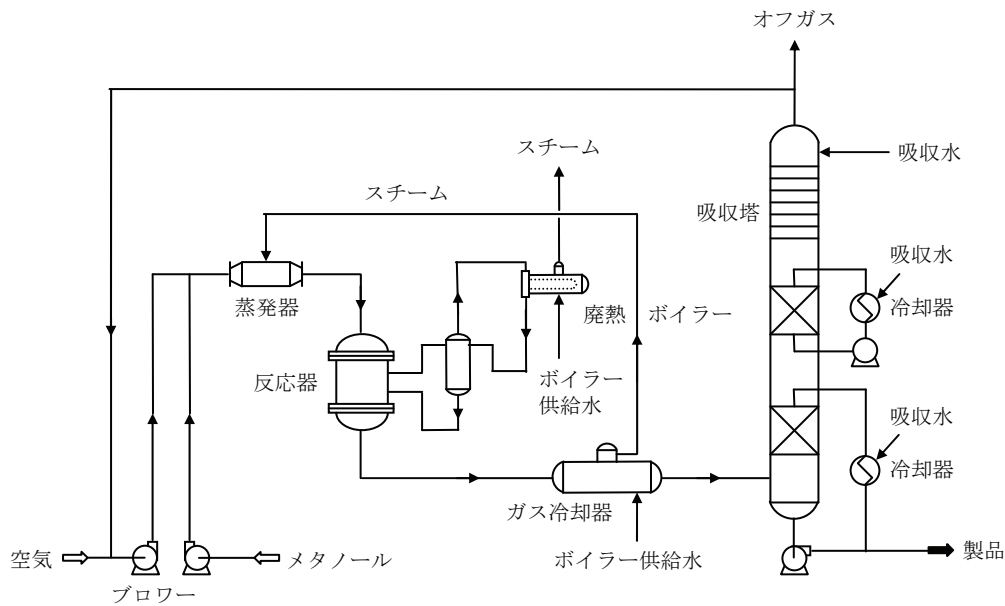 オフガス
吸収水
スチーム
スチーム
吸収塔
吸収水
冷却器
蒸発器
廃熱 ボイラー
反応器
ボイラー
供給水
吸収水
冷却器
ガス冷却器
空気
メタノール
ボイラー供給水
製品
ブロワー